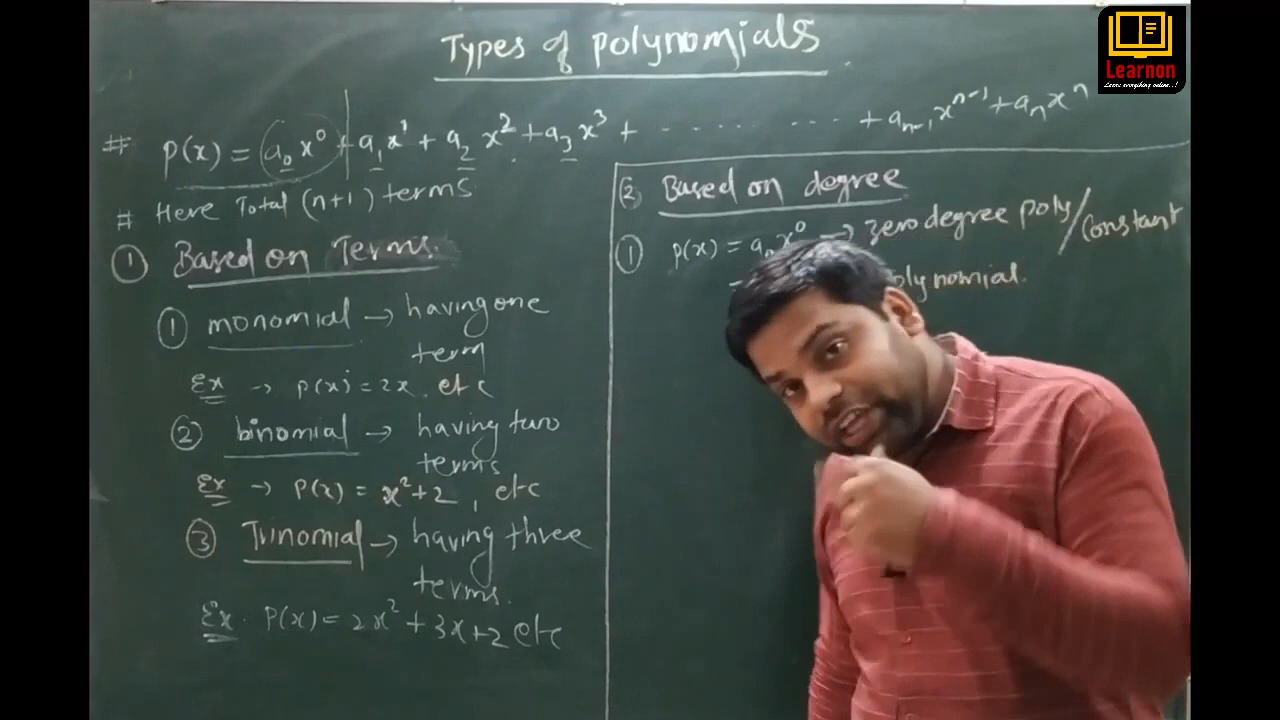 Types of polynomials
Learnon
Learn everything online..!
# P(x) = a₀x⁰ + a₁x¹ + a₂x² + a₃x³ + ............ + aₙ₋₁xⁿ⁻¹ + aₙxⁿ
# Here Total (n+1) terms
① Based on Terms.
① monomial → having one
term
Ex → P(x) = 2x, etc
② binomial → having two
terms
Ex → P(x) = x²+2, etc
③ Trinomial → having three
terms.
Ex. P(x) = 2x² + 3x+2 etc
② Based on degree
① P(x) = a₀x⁰ → zero degree poly/constant
polynomial.